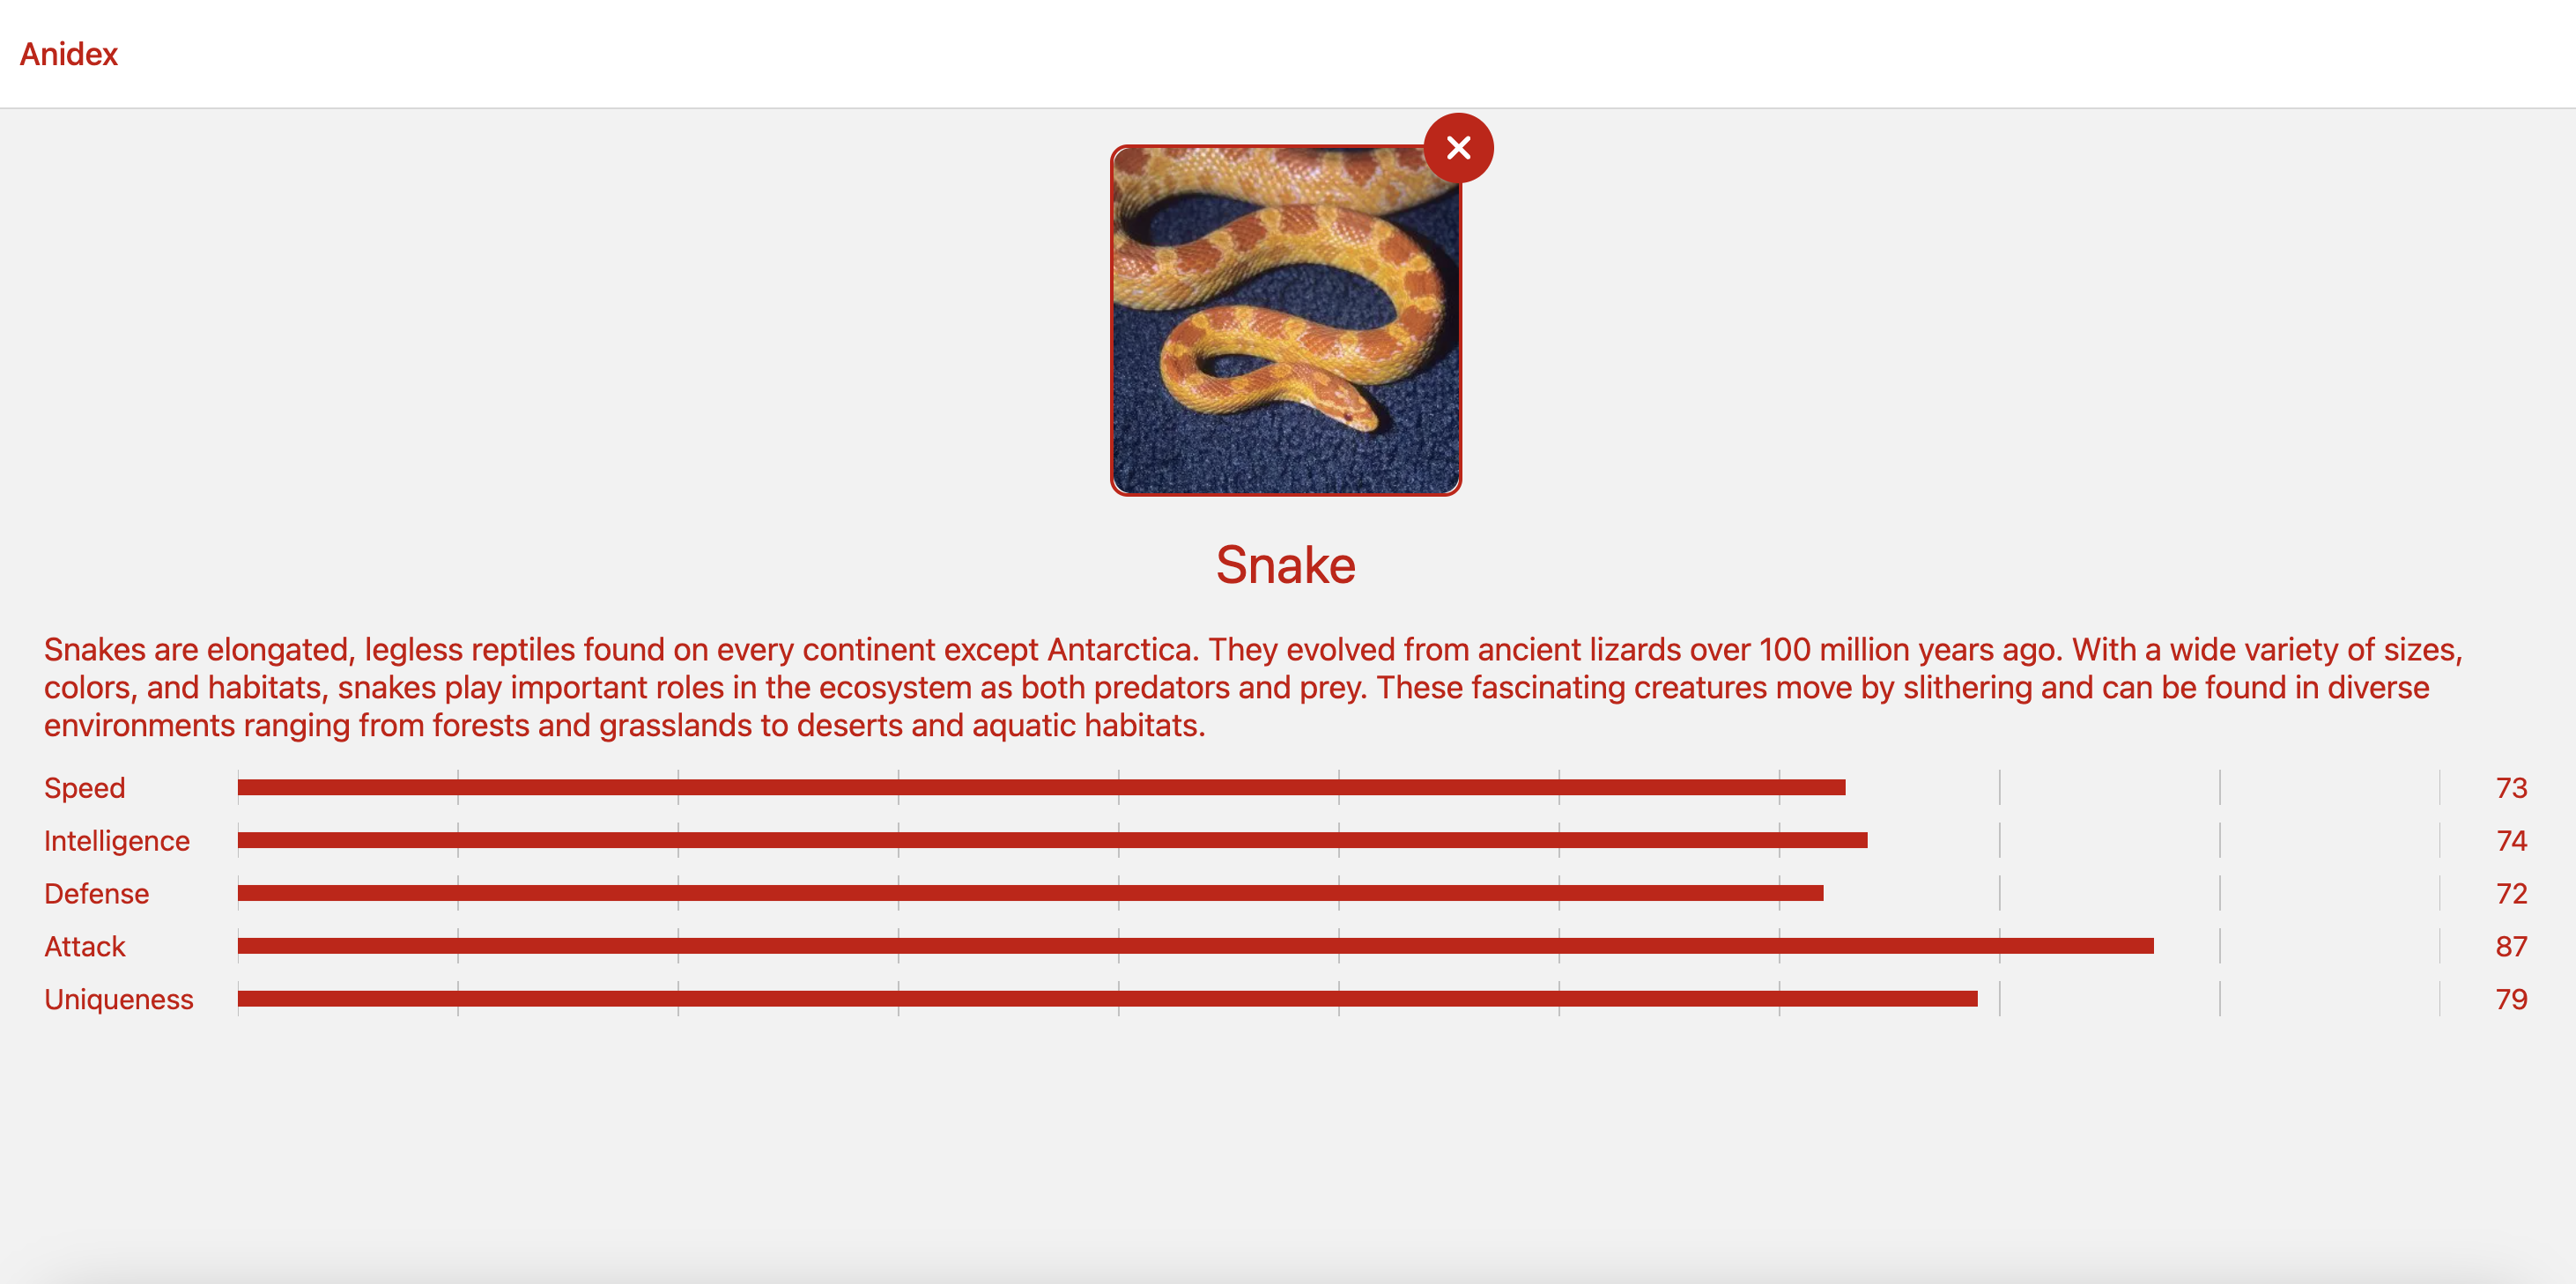 Anidex
Snake
Snakes are elongated, legless reptiles found on every continent except Antarctica. They evolved from ancient lizards over 100 million years ago. With a wide variety of sizes,
colors, and habitats, snakes play important roles in the ecosystem as both predators and prey. These fascinating creatures move by slithering and can be found in diverse
environments ranging from forests and grasslands to deserts and aquatic habitats.
Speed 73
Intelligence 74
Defense 72
Attack 87
Uniqueness 79